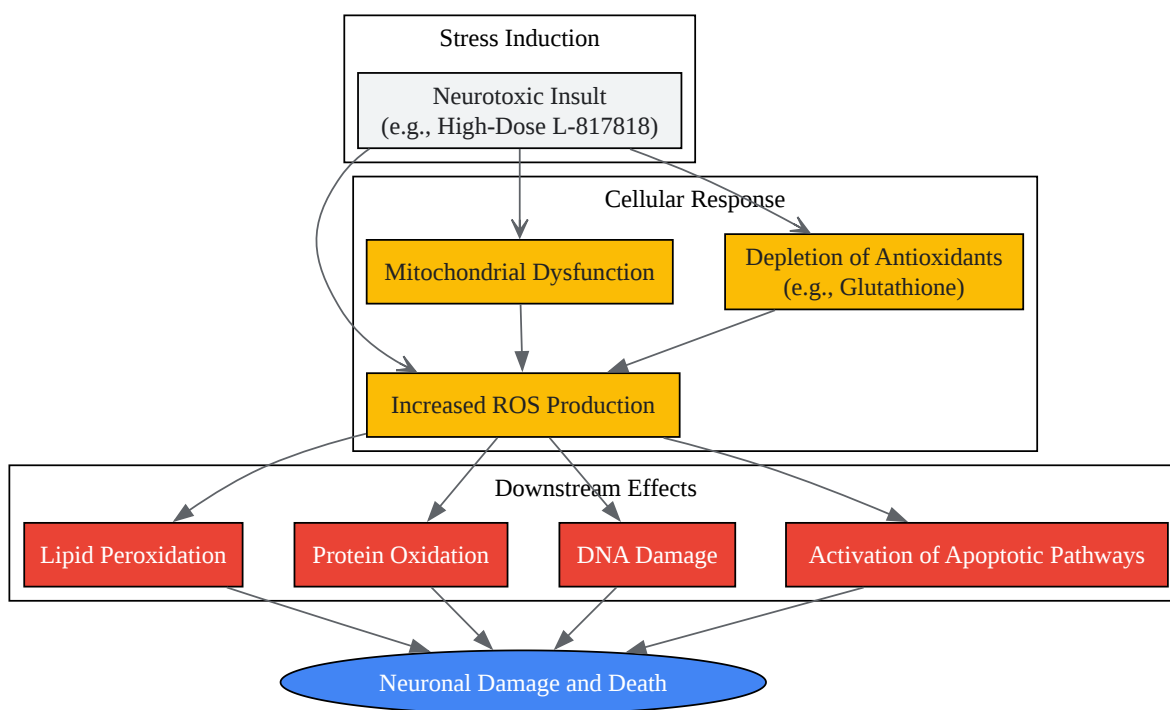 Stress Induction
Neurotoxic Insult
(e.g., High-Dose L-817818)
Cellular Response
Mitochondrial Dysfunction
Depletion of Antioxidants
(e.g., Glutathione)
Increased ROS Production
Downstream Effects
Lipid Peroxidation
Protein Oxidation
DNA Damage
Activation of Apoptotic Pathways
Neuronal Damage and Death